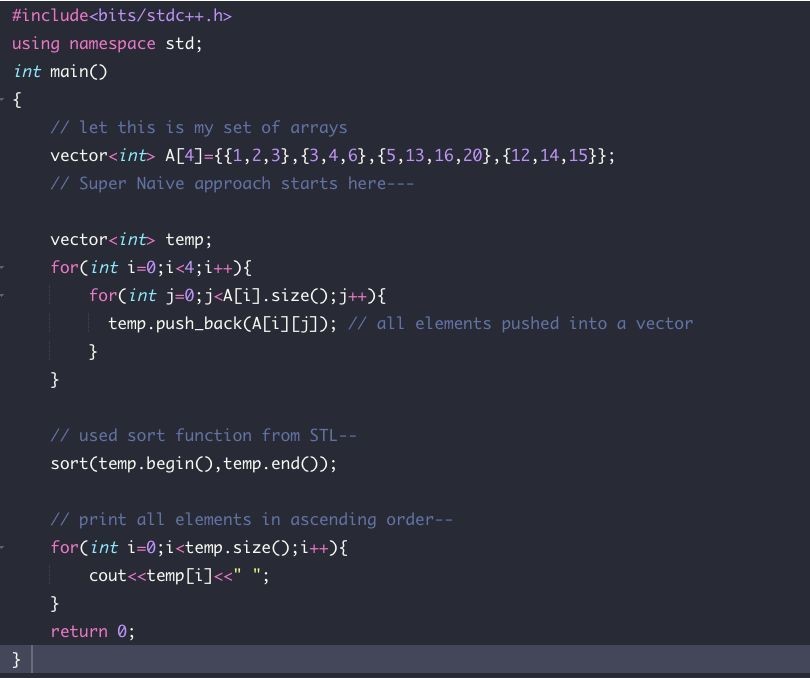 #include<bits/stdc++.h>
using namespace std;
int main()
{
    // let this is my set of arrays
    vector<int> A[4]={{1,2,3},{3,4,6},{5,13,16,20},{12,14,15}};
    // Super Naive approach starts here---

    vector<int> temp;
    for(int i=0;i<4;i++){
        for(int j=0;j<A[i].size();j++){
          temp.push_back(A[i][j]); // all elements pushed into a vector
        }
    }

    // used sort function from STL--
    sort(temp.begin(),temp.end());

    // print all elements in ascending order--
    for(int i=0;i<temp.size();i++){
        cout<<temp[i]<<" ";
    }
    return 0;
}